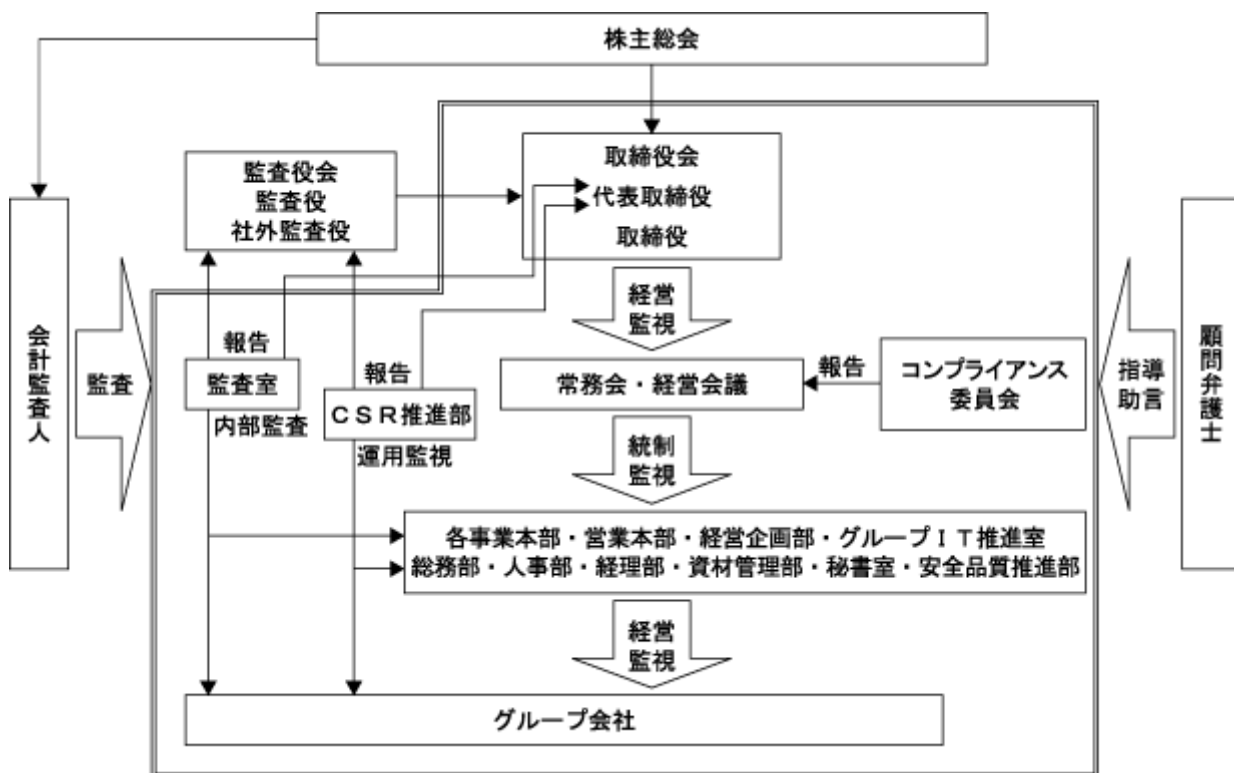 株主総会
取締役会
代表取締役
取締役
監査役会
監査役
社外監査役
会計監査人
監査
経営
監視
報告
監査室
内部監査
報告
CSR推進部
運用監視
常務会・経営会議
報告
コンプライアンス
委員会
指導
助言
顧問弁護士
統制
監視
各事業本部・営業本部・経営企画部・グループIT推進室
総務部・人事部・経理部・資材管理部・秘書室・安全品質推進部
経営
監視
グループ会社